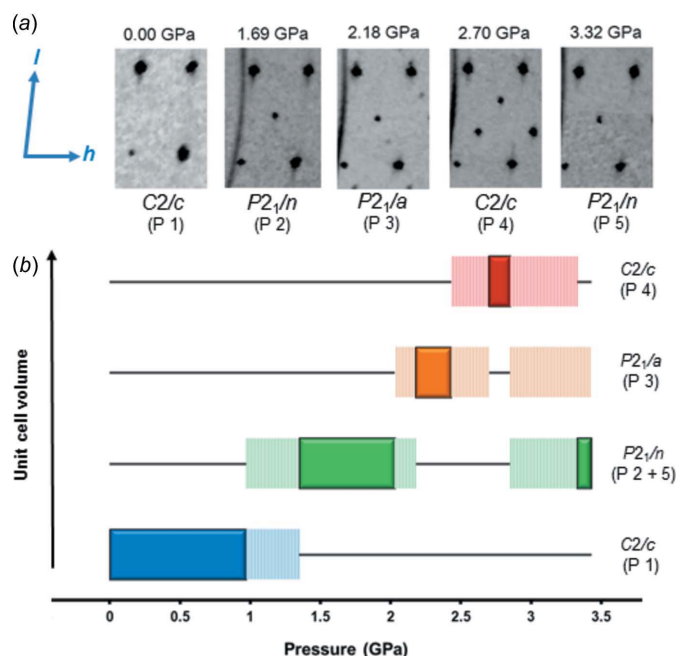 (a)
0.00 GPa 1.69 GPa 2.18 GPa 2.70 GPa 3.32 GPa
l
h
C2/c P2₁/n P2₁/a C2/c P2₁/n
(P 1) (P 2) (P 3) (P 4) (P 5)
(b)
C2/c
(P 4)
P2₁/a
(P 3)
P2₁/n
(P 2 + 5)
C2/c
(P 1)
Unit cell volume
0 0.5 1 1.5 2 2.5 3 3.5
Pressure (GPa)